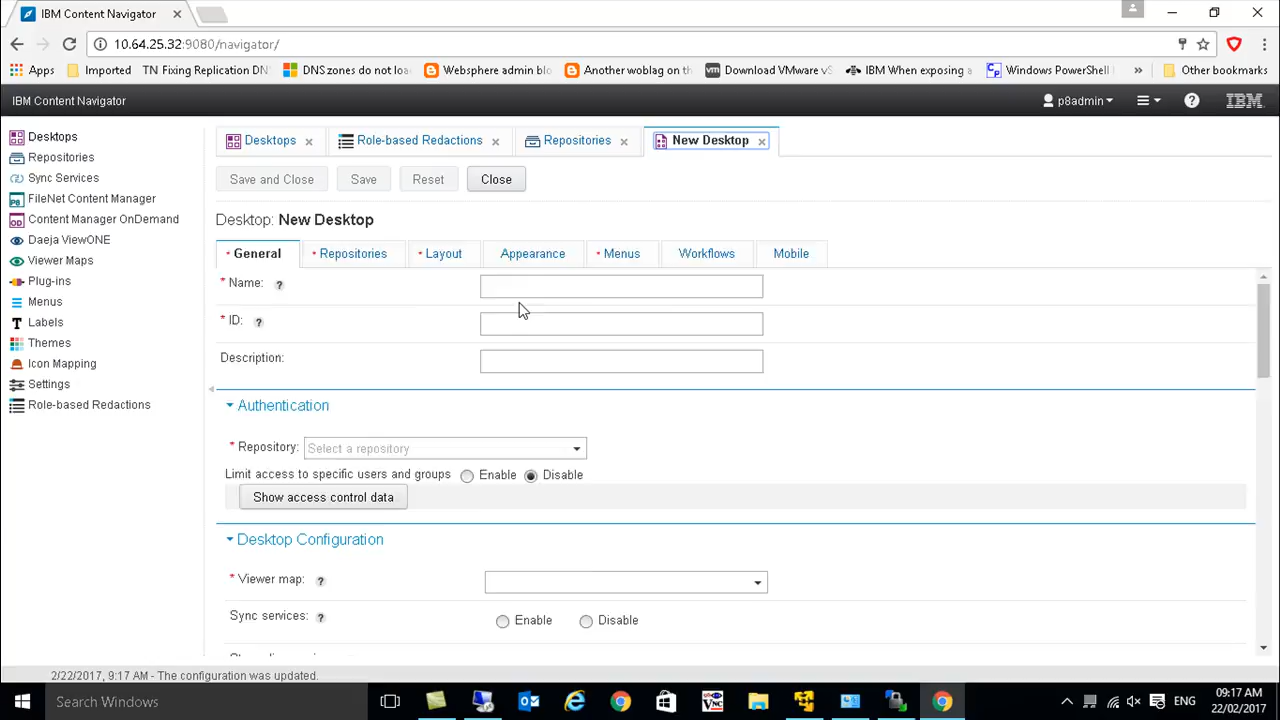 IBM Content Navigator
10.64.25.32:9080/navigator/
Apps Imported TN Fixing Replication DN DNS zones do not loa Websphere admin blo Another woblag on th vm Download VMware vS IBM When exposing a Cp Windows PowerShell » Other bookmarks
IBM Content Navigator p8admin ? IBM
Desktops
Repositories
Sync Services
P8 FileNet Content Manager
OD Content Manager OnDemand
Daeja ViewONE
Viewer Maps
Plug-ins
Menus
Labels
Themes
Icon Mapping
Settings
Role-based Redactions
Desktops x Role-based Redactions x Repositories x New Desktop x
Save and Close Save Reset Close
Desktop: New Desktop
* General * Repositories * Layout Appearance * Menus Workflows Mobile
* Name: ?
* ID: ?
Description:
Authentication
* Repository: Select a repository
Limit access to specific users and groups Enable Disable
Show access control data
Desktop Configuration
* Viewer map: ?
Sync services: ? Enable Disable
2/22/2017, 9:17 AM - The configuration was updated.
Search Windows
VNC
ENG
09:17 AM
22/02/2017